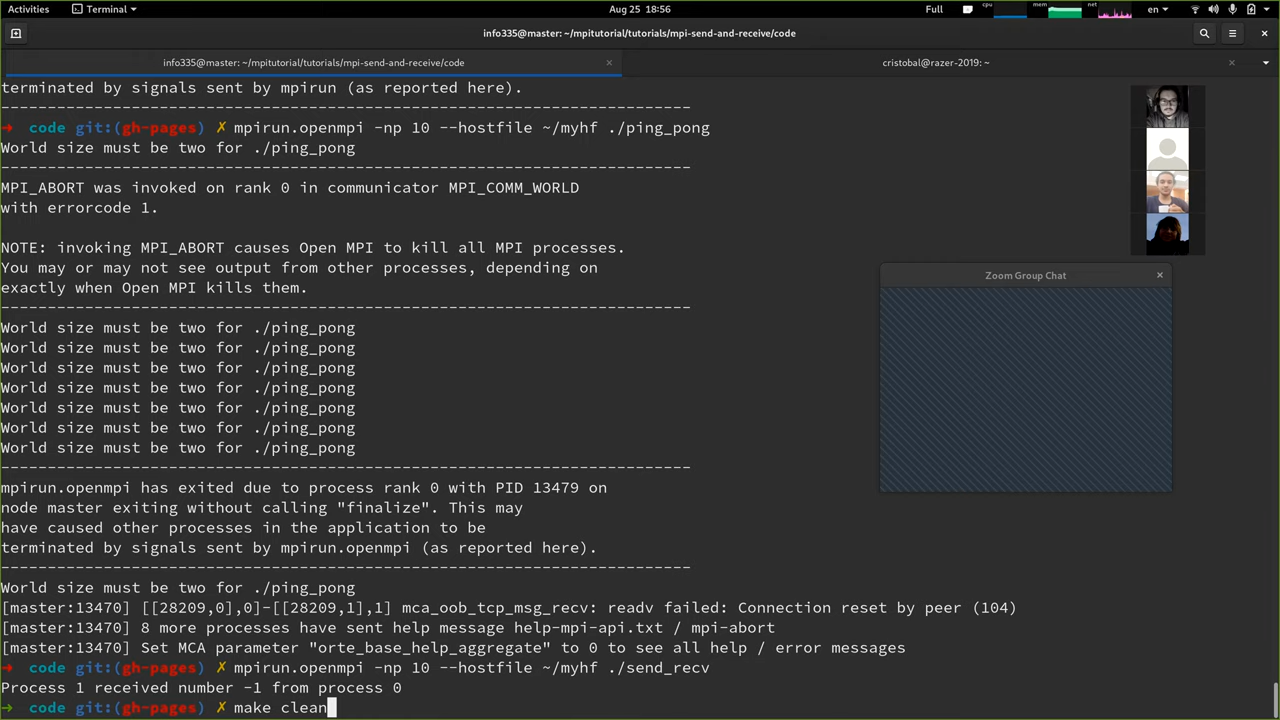 Activities Terminal Aug 25 18:56 Full cpu mem net en
info335@master: ~/mpitutorial/tutorials/mpi-send-and-receive/code
info335@master: ~/mpitutorial/tutorials/mpi-send-and-receive/code × cristobal@razer-2019: ~ ×
terminated by signals sent by mpirun (as reported here).
--------------------------------------------------------------------------
➜ code git:(gh-pages) ✗ mpirun.openmpi -np 10 --hostfile ~/myhf ./ping_pong
World size must be two for ./ping_pong
--------------------------------------------------------------------------
MPI_ABORT was invoked on rank 0 in communicator MPI_COMM_WORLD
with errorcode 1.

NOTE: invoking MPI_ABORT causes Open MPI to kill all MPI processes.
You may or may not see output from other processes, depending on
exactly when Open MPI kills them.
--------------------------------------------------------------------------
World size must be two for ./ping_pong
World size must be two for ./ping_pong
World size must be two for ./ping_pong
World size must be two for ./ping_pong
World size must be two for ./ping_pong
World size must be two for ./ping_pong
World size must be two for ./ping_pong
--------------------------------------------------------------------------
mpirun.openmpi has exited due to process rank 0 with PID 13479 on
node master exiting without calling "finalize". This may
have caused other processes in the application to be
terminated by signals sent by mpirun.openmpi (as reported here).
--------------------------------------------------------------------------
World size must be two for ./ping_pong
[master:13470] [[28209,0],0]-[[28209,1],1] mca_oob_tcp_msg_recv: readv failed: Connection reset by peer (104)
[master:13470] 8 more processes have sent help message help-mpi-api.txt / mpi-abort
[master:13470] Set MCA parameter "orte_base_help_aggregate" to 0 to see all help / error messages
➜ code git:(gh-pages) ✗ mpirun.openmpi -np 10 --hostfile ~/myhf ./send_recv
Process 1 received number -1 from process 0
➜ code git:(gh-pages) ✗ make clean
Zoom Group Chat ×